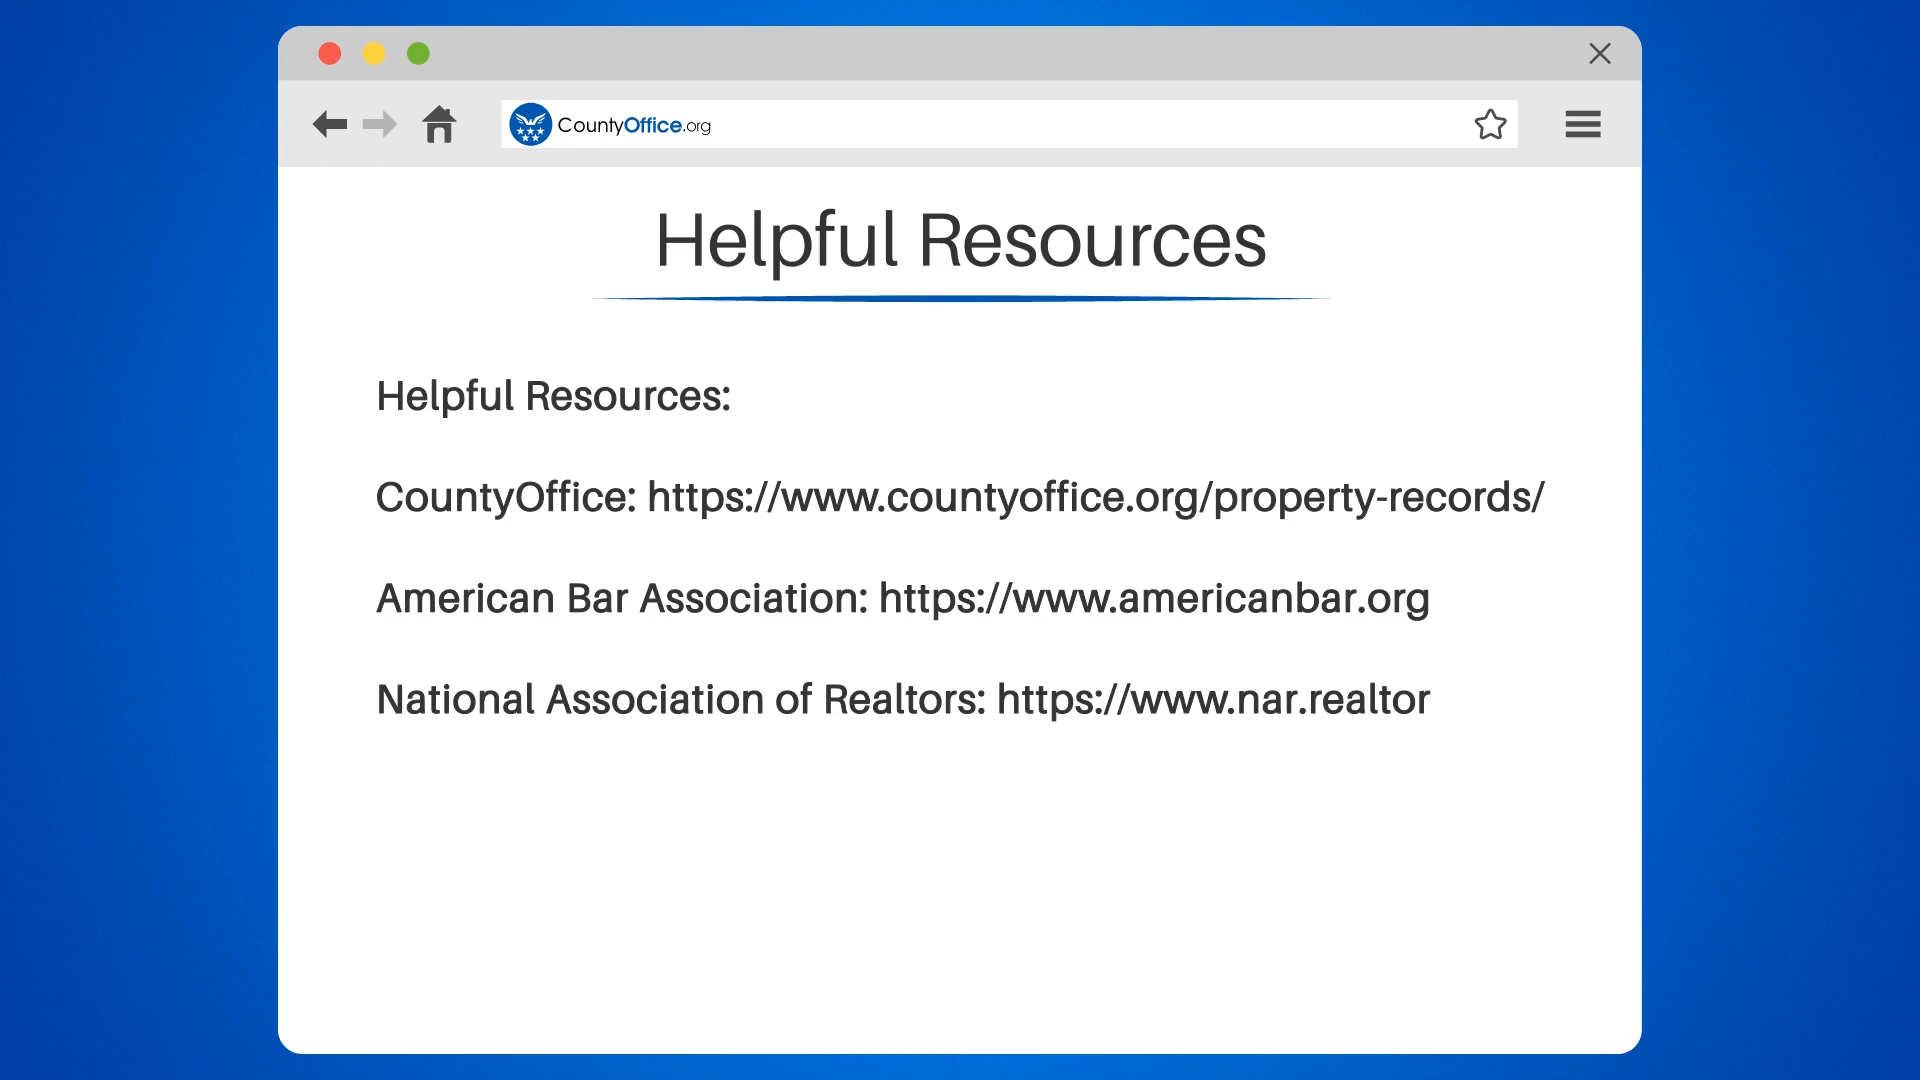 CountyOffice.org
Helpful Resources
Helpful Resources:
CountyOffice: https://www.countyoffice.org/property-records/
American Bar Association: https://www.americanbar.org
National Association of Realtors: https://www.nar.realtor